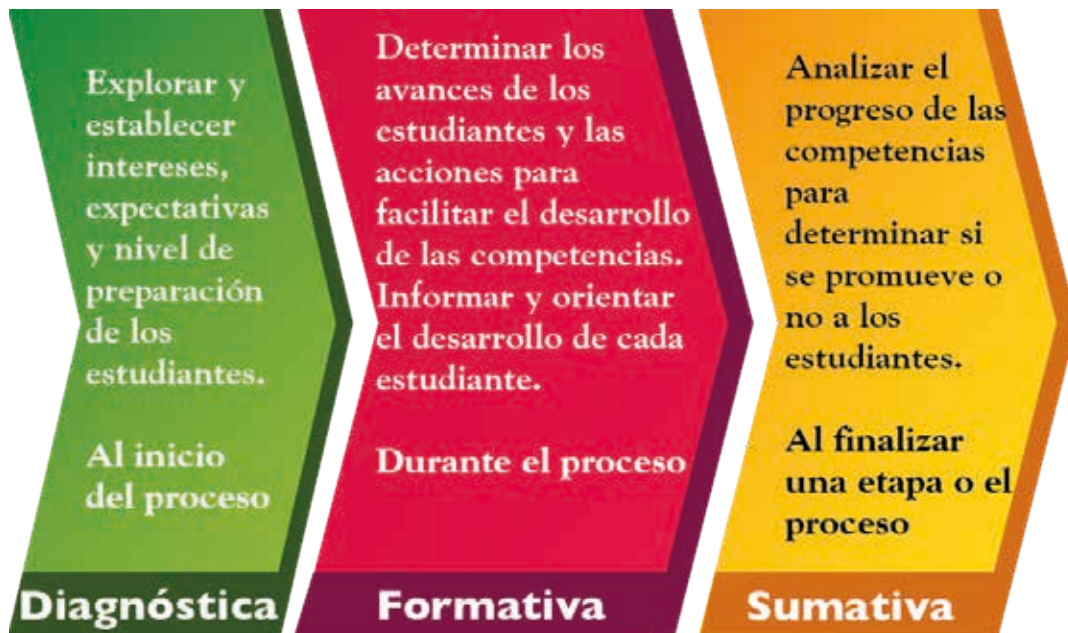 Explorar y
establecer
intereses,
expectativas
y nivel de
preparación
de los
estudiantes.
Al inicio
del proceso
Diagnóstica
Determinar los
avances de los
estudiantes y las
acciones para
facilitar el desarrollo
de las competencias.
Informar y orientar
el desarrollo de cada
estudiante.
Durante el proceso
Formativa
Analizar el
progreso de las
competencias
para
determinar si
se promueve o
no a los
estudiantes.
Al finalizar
una etapa o el
proceso
Sumativa